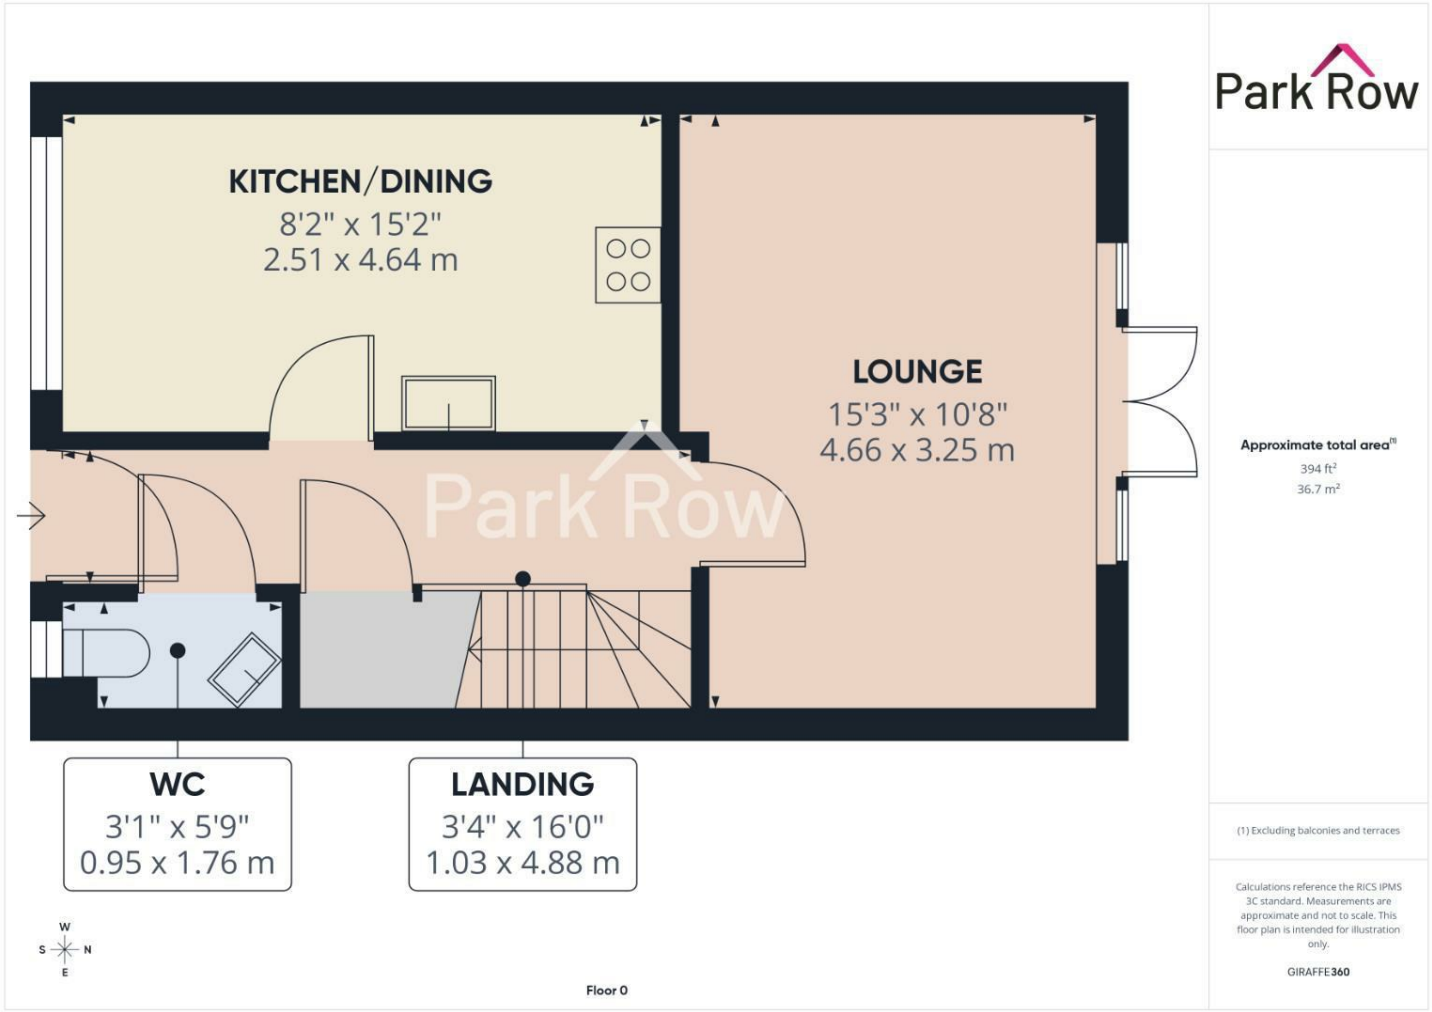 Park Row
KITCHEN/DINING
8'2" x 15'2"
2.51 x 4.64 m
LOUNGE
15'3" x 10'8"
4.66 x 3.25 m
Park Row
WC
3'1" x 5'9"
0.95 x 1.76 m
LANDING
3'4" x 16'0"
1.03 x 4.88 m
W
S N
E
Floor 0
Approximate total area(1)
394 ft²
36.7 m²
(1) Excluding balconies and terraces
Calculations reference the RICS IPMS
3C standard. Measurements are
approximate and not to scale. This
floor plan is intended for illustration
only.
GIRAFFE360